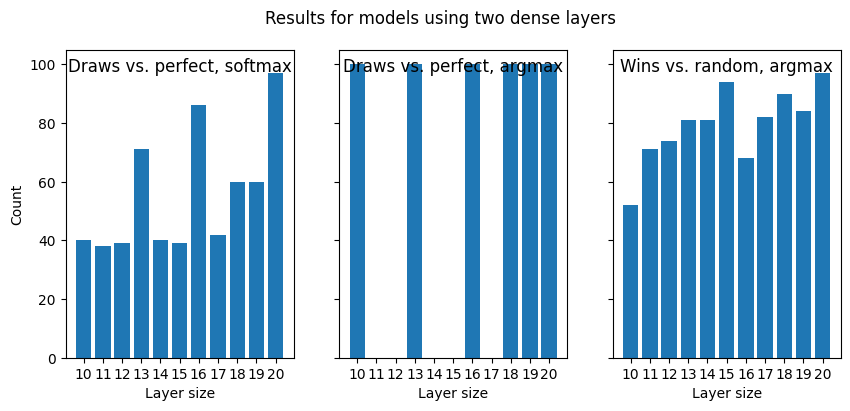 Results for models using two dense layers
Draws vs. perfect, softmax
Draws vs. perfect, argmax
Wins vs. random, argmax
100
80
60
40
20
0
Count
10 11 12 13 14 15 16 17 18 19 20
10 11 12 13 14 15 16 17 18 19 20
10 11 12 13 14 15 16 17 18 19 20
Layer size
Layer size
Layer size